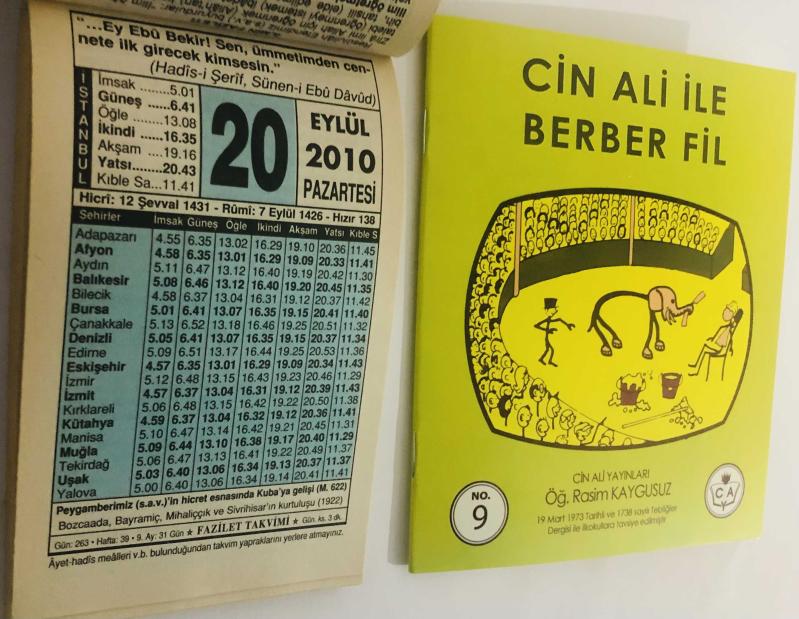 "...Ey Ebû Bekir! Sen, ümmetimden cen-
nete ilk girecek kimsesin."
(Hadîs-i Şerîf, Sünen-i Ebû Dâvûd)
ISTANBUL
İmsak .......5.01
Güneş ......6.41
Öğle .......13.08
İkindi ......16.35
Akşam ....19.16
Yatsı.....20.43
Kıble Sa...11.41
20
EYLÜL
2010
PAZARTESİ
Hicrî: 12 Şevval 1431 - Rûmî: 7 Eylül 1426 - Hızır 138
Şehirler İmsak Güneş Öğle İkindi Akşam Yatsı Kıble S
Adapazarı 4.55 6.35 13.02 16.29 19.10 20.36 11.45
Afyon 4.58 6.35 13.01 16.29 19.09 20.33 11.41
Aydın 5.11 6.47 13.12 16.40 19.19 20.42 11.30
Balıkesir 5.08 6.46 13.12 16.40 19.20 20.45 11.35
Bilecik 4.58 6.37 13.04 16.31 19.12 20.37 11.42
Bursa 5.01 6.41 13.07 16.35 19.15 20.41 11.40
Çanakkale 5.13 6.52 13.18 16.46 19.25 20.51 11.32
Denizli 5.05 6.41 13.07 16.35 19.15 20.37 11.34
Edirne 5.09 6.51 13.17 16.44 19.25 20.53 11.36
Eskişehir 4.57 6.35 13.01 16.29 19.09 20.34 11.43
İzmir 5.12 6.48 13.15 16.43 19.23 20.46 11.29
İzmit 4.57 6.37 13.04 16.31 19.12 20.39 11.43
Kırklareli 5.06 6.48 13.15 16.42 19.22 20.50 11.38
Kütahya 4.59 6.37 13.04 16.32 19.12 20.36 11.41
Manisa 5.10 6.47 13.14 16.42 19.21 20.45 11.31
Muğla 5.09 6.44 13.10 16.38 19.17 20.40 11.29
Tekirdağ 5.06 6.47 13.13 16.41 19.22 20.49 11.37
Uşak 5.03 6.40 13.06 16.34 19.13 20.37 11.37
Yalova 5.00 6.40 13.06 16.34 19.14 20.41 11.41
Peygamberimiz (s.a.v.)'in hicret esnasında Kuba'ya gelişi (M. 622)
Bozcaada, Bayramiç, Mihalıççık ve Sivrihisar'ın kurtuluşu (1922)
Gün: 263 • Hafta: 39 • 9. Ay: 31 Gün ★ FAZİLET TAKVİMİ ★ Gün. ks. 3 dk.
Âyet-hadîs meâlleri v.b. bulunduğundan takvim yapraklarını yerlere atmayınız.
CİN ALİ İLE
BERBER FİL
CİN ALİ YAYINLARI
Öğ. Rasim KAYGUSUZ
19 Mart 1973 Tarihli ve 1738 sayılı Tebliğler
Dergisi ile ilkokullara tavsiye edilmiştir
NO.
9
C A